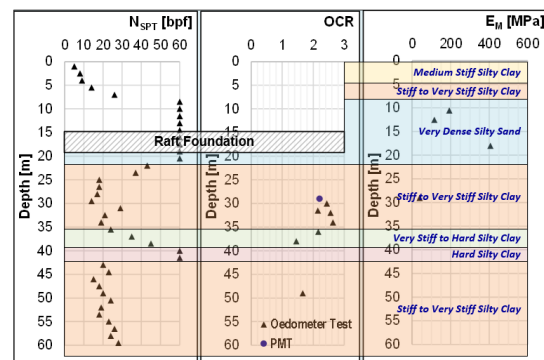 N_SPT [bpf]
0 10 20 30 40 50 60
OCR
0 1 2 3
E_M [MPa]
0 200 400 600
Depth [m]
0
5
10
15
20
25
30
35
40
45
50
55
60
Depth [m]
0
5
10
15
20
25
30
35
40
45
50
55
60
Depth [m]
0
5
10
15
20
25
30
35
40
45
50
55
60
Raft Foundation
Oedometer Test
PMT
Medium Stiff Silty Clay
Stiff to Very Stiff Silty Clay
Very Dense Silty Sand
Stiff to Very Stiff Silty Clay
Very Stiff to Hard Silty Clay
Hard Silty Clay
Stiff to Very Stiff Silty Clay